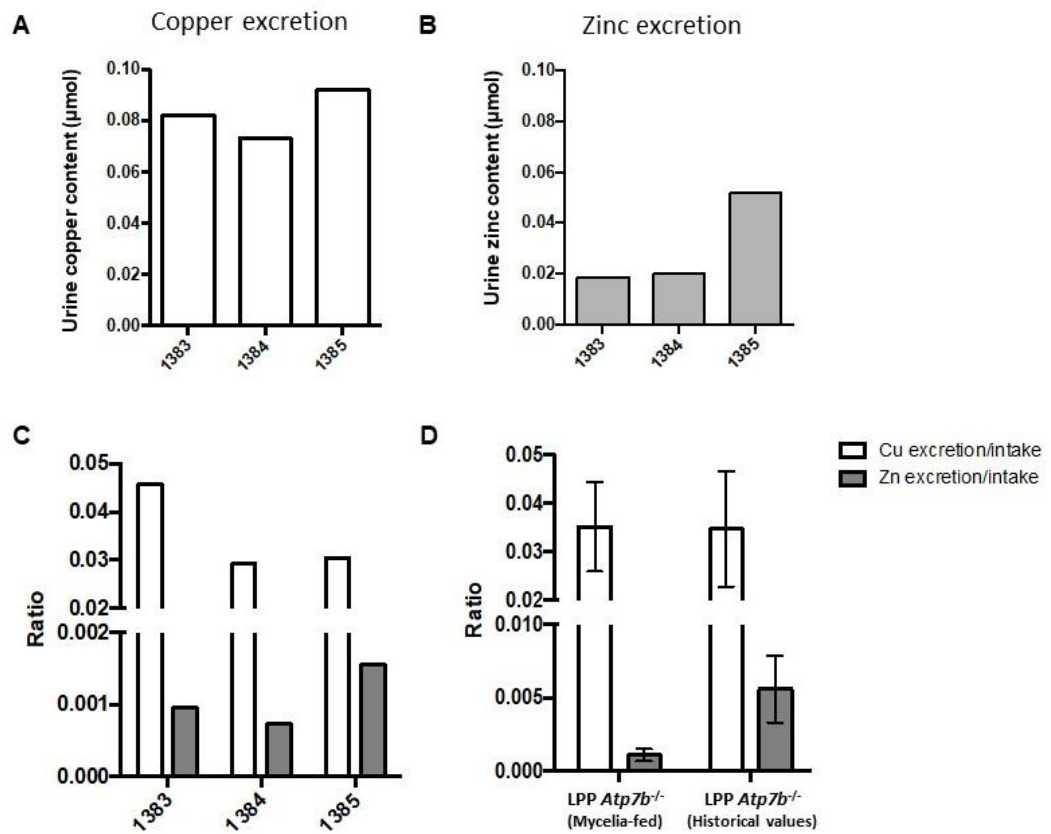 A
Copper excretion
Urine copper content (µmol)
0.10
0.08
0.06
0.04
0.02
0.00
1383
1384
1385
B
Zinc excretion
Urine zinc content (µmol)
0.10
0.08
0.06
0.04
0.02
0.00
1383
1384
1385
C
Ratio
0.05
0.04
0.03
0.02
0.002
0.001
0.000
1383
1384
1385
D
Ratio
0.05
0.04
0.03
0.02
0.010
0.005
0.000
LPP Atp7b-/-
(Mycelia-fed)
LPP Atp7b-/-
(Historical values)
Cu excretion/intake
Zn excretion/intake